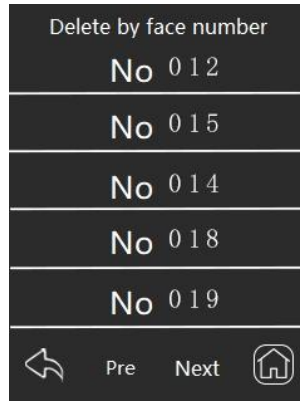 Delete by face number
No 012
No 015
No 014
No 018
No 019
Pre Next